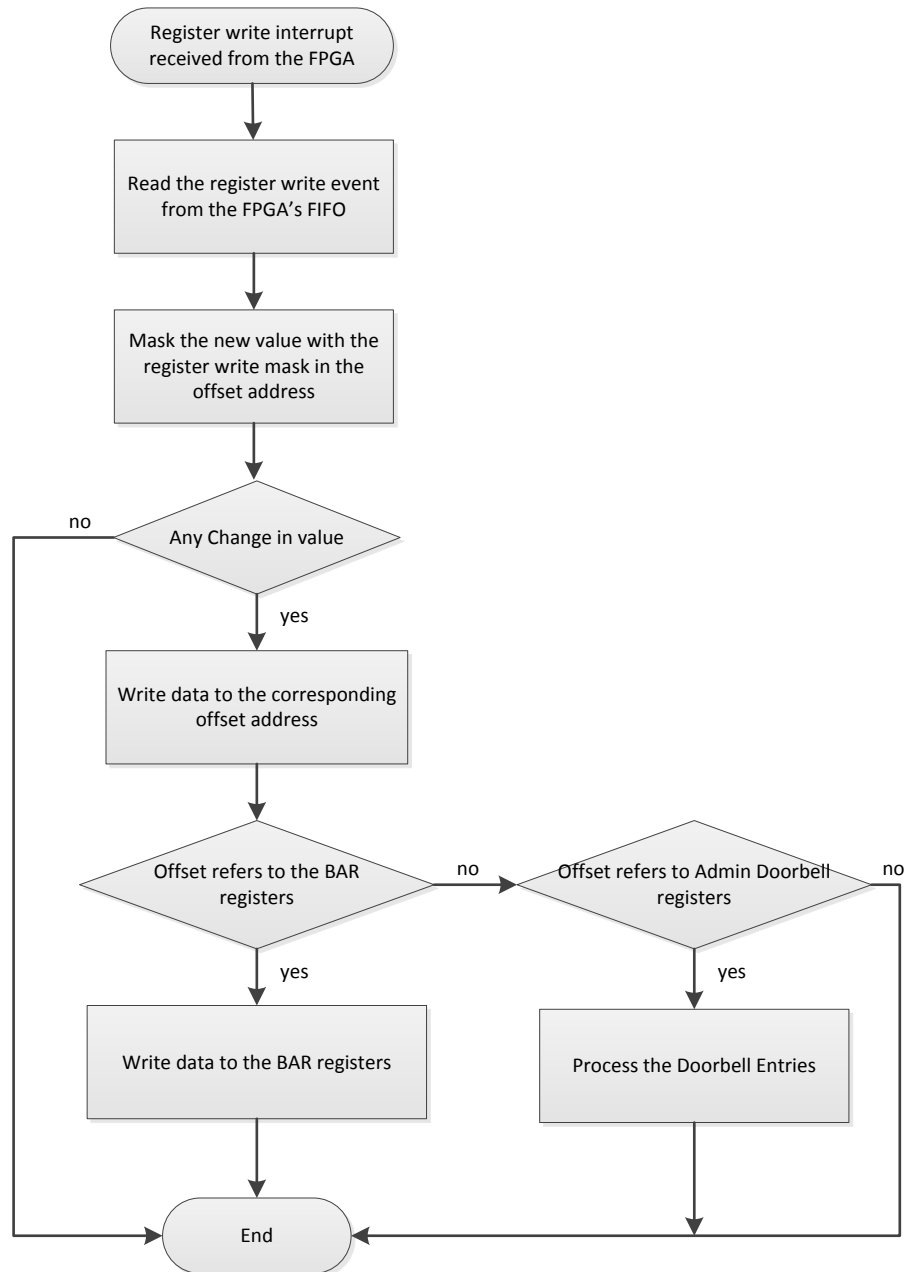 Register write interrupt
received from the FPGA
Read the register write event
from the FPGA’s FIFO
Mask the new value with the
register write mask in the
offset address
no
Any Change in value
yes
Write data to the corresponding
offset address
Offset refers to the BAR
registers
no
Offset refers to Admin Doorbell
registers
no
yes
yes
Write data to the BAR registers
Process the Doorbell Entries
End